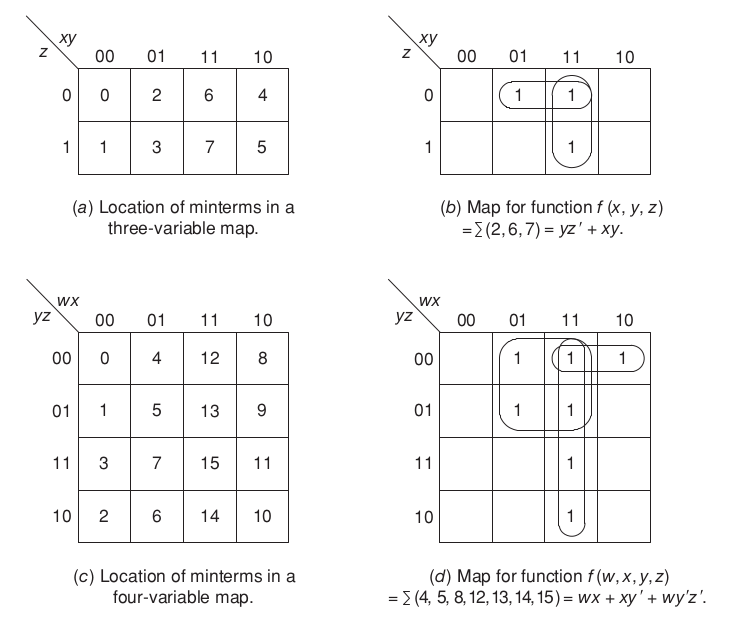 xy
z
00 01 11 10
0 0 2 6 4
1 1 3 7 5
(a) Location of minterms in a
three-variable map.
xy
z
00 01 11 10
0 1 1
1 1
(b) Map for function f (x, y, z)
=∑(2, 6, 7) = yz′ + xy.
wx
yz
00 01 11 10
00 0 4 12 8
01 1 5 13 9
11 3 7 15 11
10 2 6 14 10
(c) Location of minterms in a
four-variable map.
wx
yz
00 01 11 10
00 1 1 1
01 1 1
11 1
10 1
(d) Map for function f (w, x, y, z)
= ∑ (4, 5, 8,12, 13, 14, 15) = wx + xy′ + wy′z′.